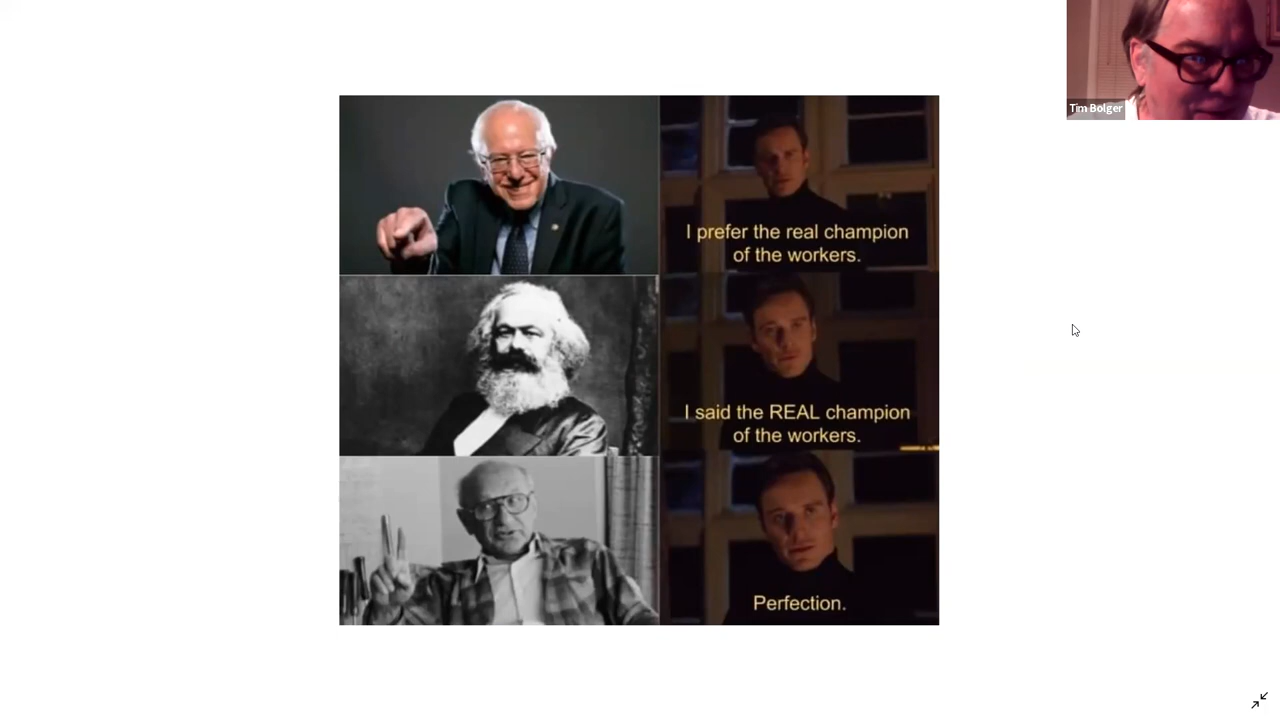 Tim Bolger
I prefer the real champion
of the workers.
I said the REAL champion
of the workers.
Perfection.